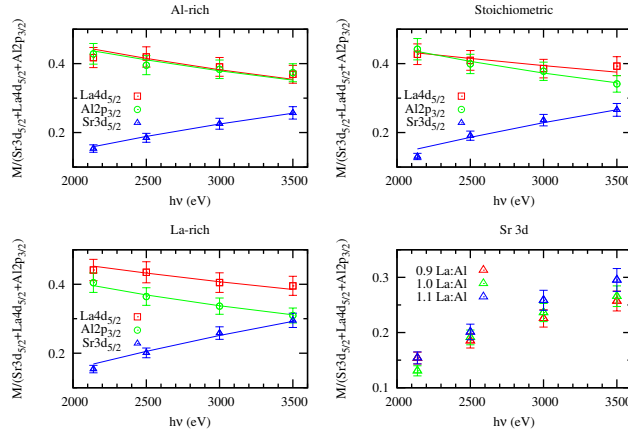 Al-rich
M/(Sr3d5/2+La4d5/2+Al2p3/2)
0.4
0.2
La4d5/2
Al2p3/2
Sr3d5/2
2000 2500 3000 3500
hν (eV)
Stoichiometric
M/(Sr3d5/2+La4d5/2+Al2p3/2)
0.4
0.2
La4d5/2
Al2p3/2
Sr3d5/2
2000 2500 3000 3500
hν (eV)
La-rich
M/(Sr3d5/2+La4d5/2+Al2p3/2)
0.4
0.2
La4d5/2
Al2p3/2
Sr3d5/2
2000 2500 3000 3500
hν (eV)
Sr 3d
M/(Sr3d5/2+La4d5/2+Al2p3/2)
0.3
0.2
0.1
0.9 La:Al
1.0 La:Al
1.1 La:Al
2000 2500 3000 3500
hν (eV)